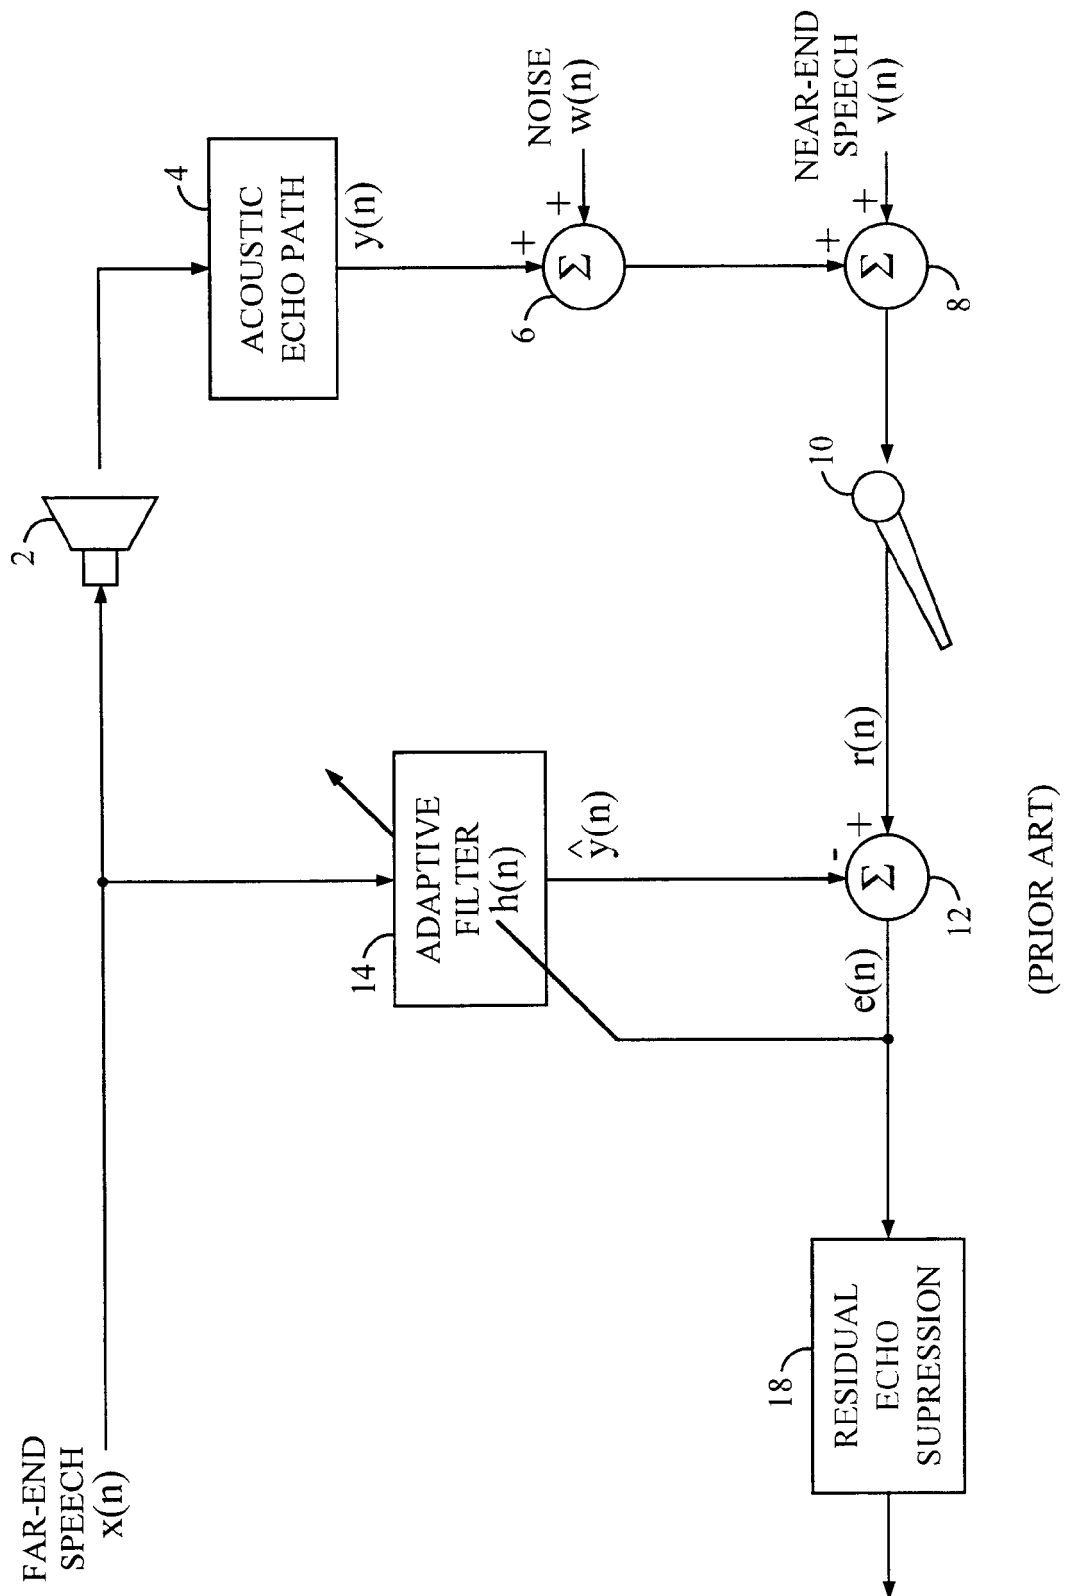 FAR-END
SPEECH
x(n)
2
4
ACOUSTIC
ECHO PATH
y(n)
14
ADAPTIVE
FILTER
h(n)
ŷ(n)
NOISE
w(n)
+
+
Σ
6
NEAR-END
SPEECH
v(n)
+
+
Σ
8
10
r(n)
+
-
Σ
12
e(n)
18
RESIDUAL
ECHO
SUPRESSION
(PRIOR ART)